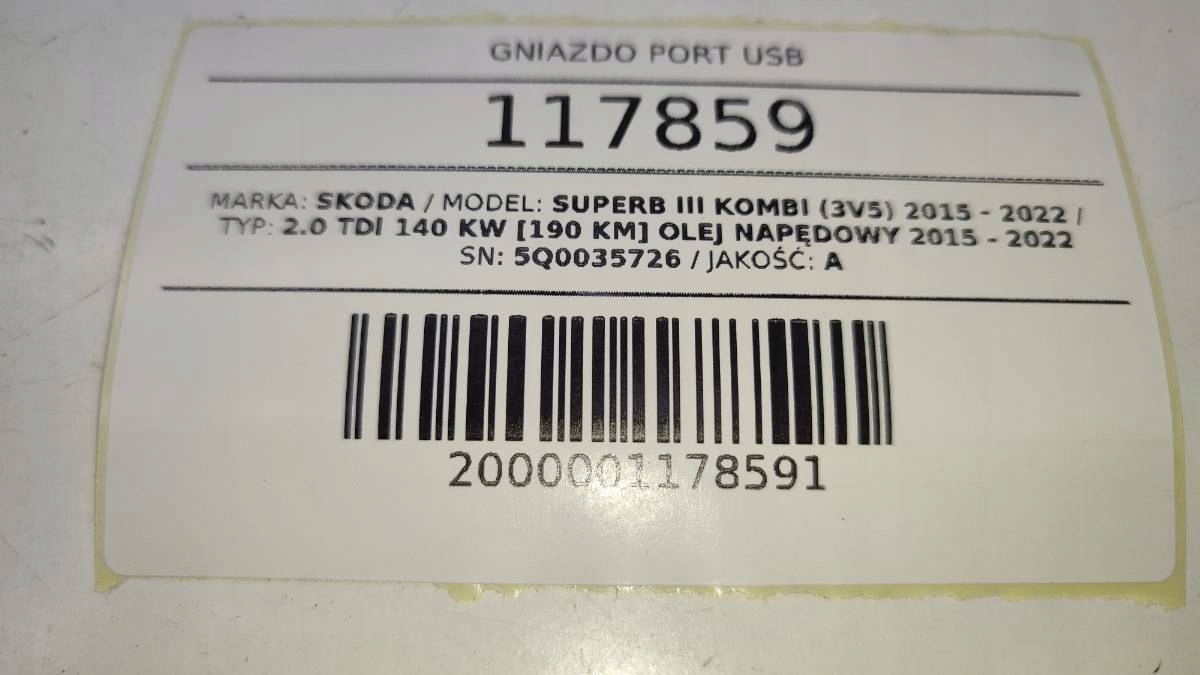 GNIAZDO PORT USB
117859
MARKA: SKODA / MODEL: SUPERB III KOMBI (3V5) 2015 - 2022 /
TYP: 2.0 TDI 140 KW [190 KM] OLEJ NAPĘDOWY 2015 - 2022
SN: 5Q0035726 / JAKOŚĆ: A
2000001178591